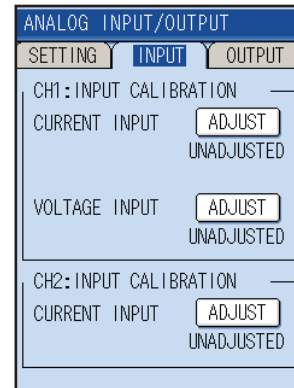 ANALOG INPUT/OUTPUT
SETTING INPUT OUTPUT
CH1:INPUT CALIBRATION
CURRENT INPUT ADJUST
UNADJUSTED
VOLTAGE INPUT ADJUST
UNADJUSTED
CH2:INPUT CALIBRATION
CURRENT INPUT ADJUST
UNADJUSTED